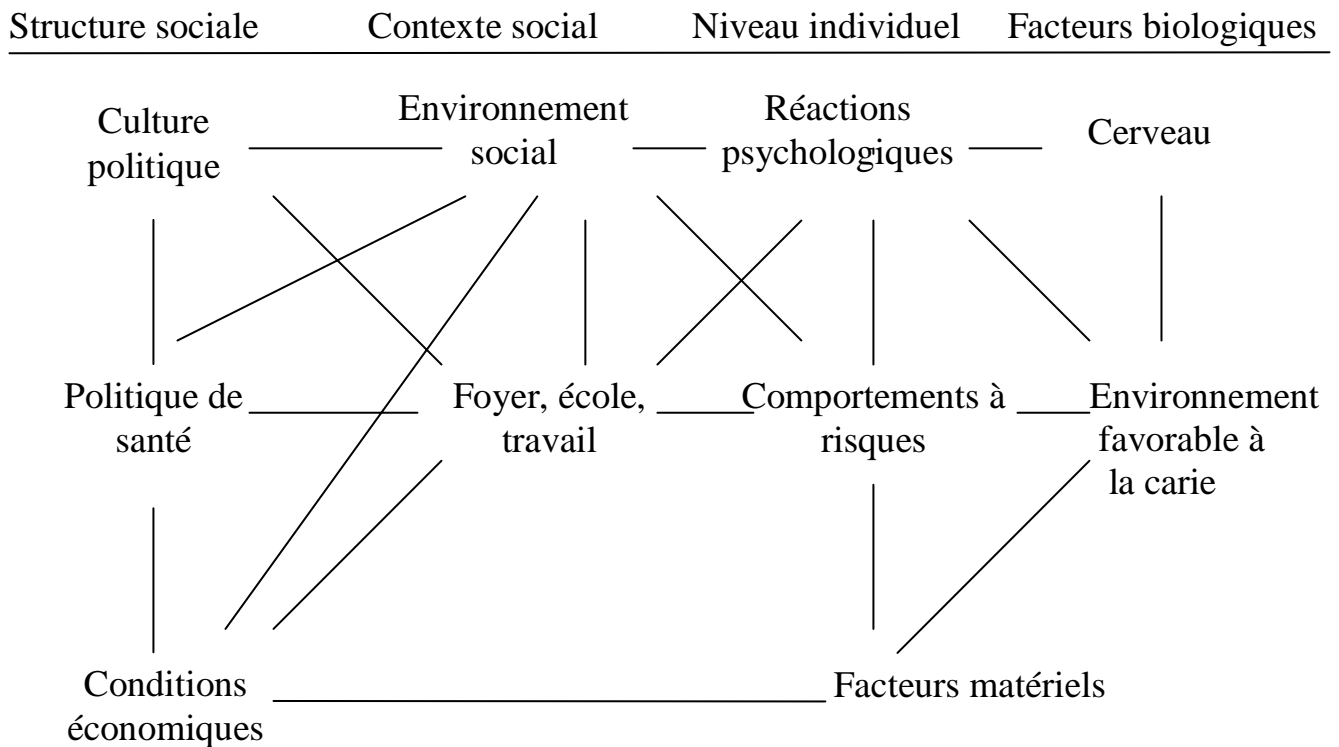 Structure sociale Contexte social Niveau individuel Facteurs biologiques
Culture
politique
Environnement
social
Réactions
psychologiques
Cerveau
Politique de
santé
Foyer, école,
travail
Comportements à
risques
Environnement
favorable à
la carie
Conditions
économiques
Facteurs matériels